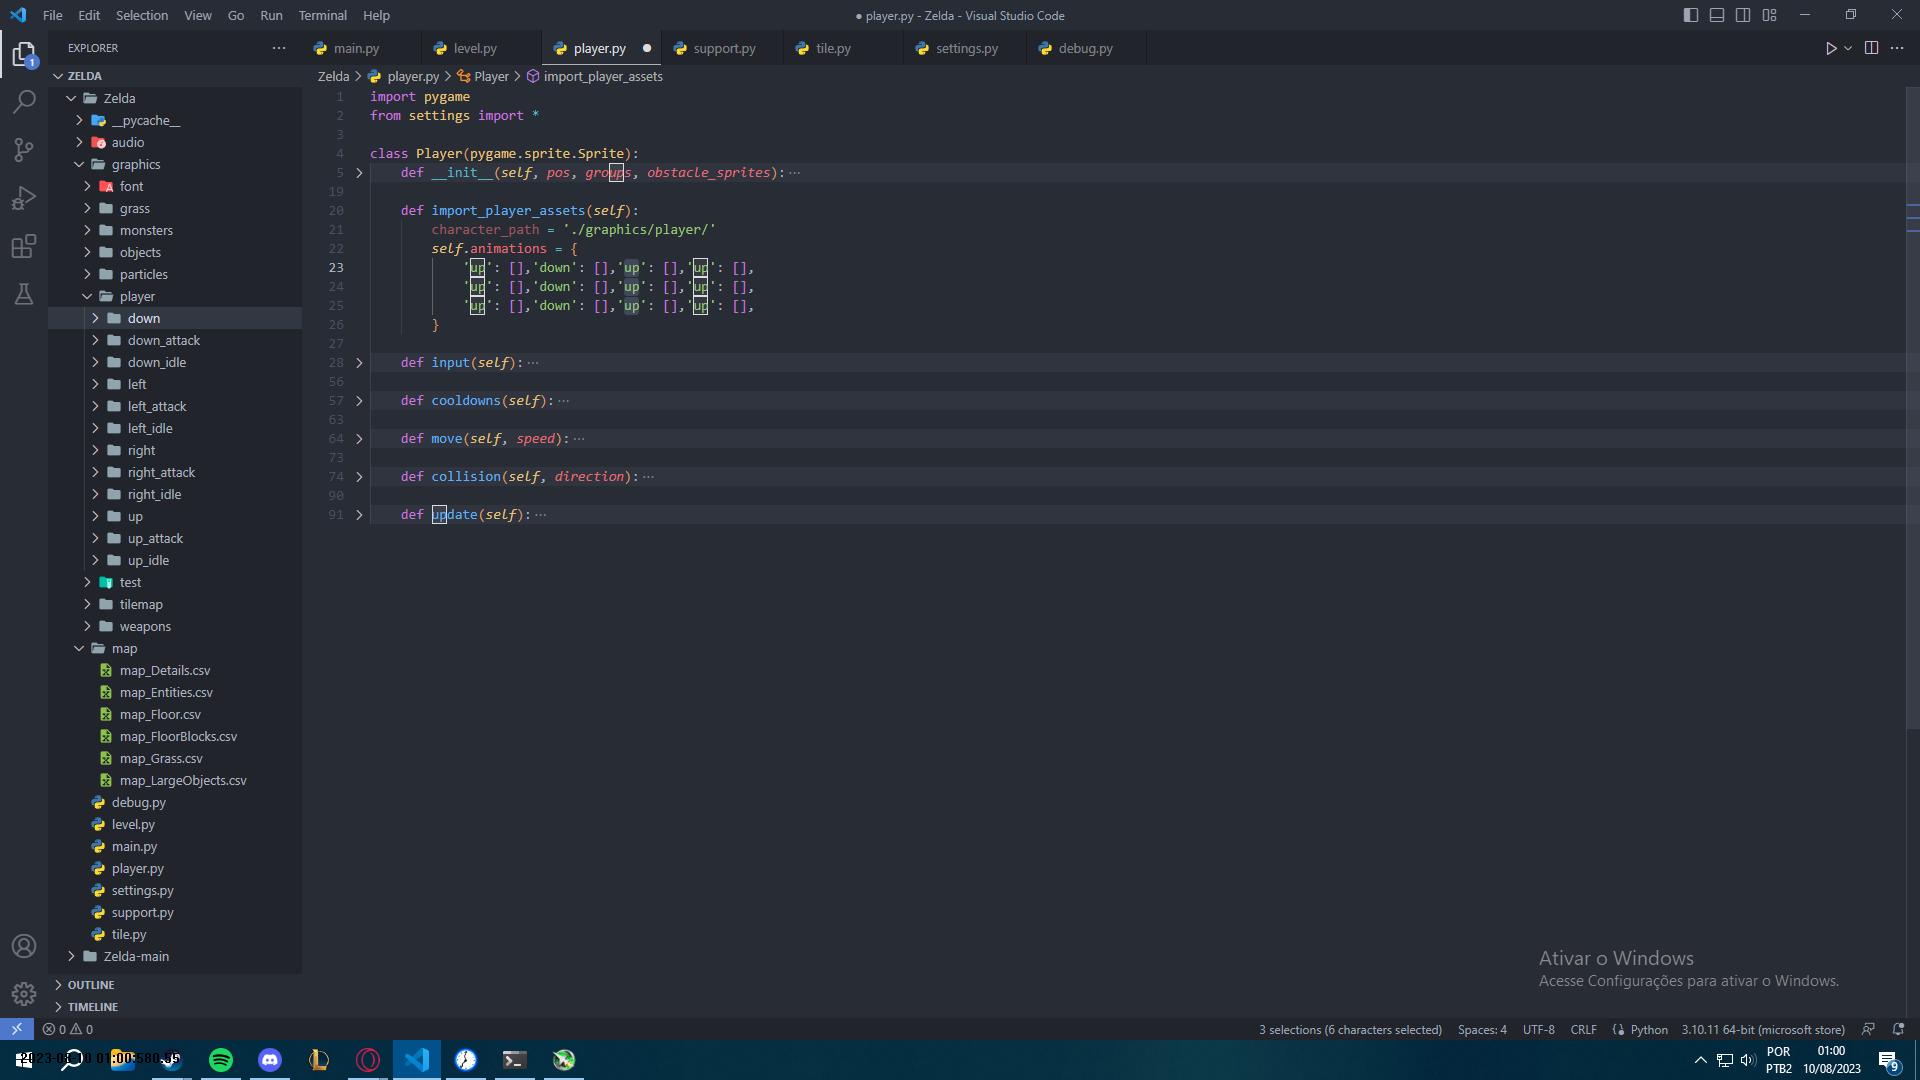 File Edit Selection View Go Run Terminal Help
● player.py - Zelda - Visual Studio Code
EXPLORER
main.py
level.py
player.py
support.py
tile.py
settings.py
debug.py
1
ZELDA
Zelda
__pycache__
audio
graphics
font
grass
monsters
objects
particles
player
down
down_attack
down_idle
left
left_attack
left_idle
right
right_attack
right_idle
up
up_attack
up_idle
test
tilemap
weapons
map
map_Details.csv
map_Entities.csv
map_Floor.csv
map_FloorBlocks.csv
map_Grass.csv
map_LargeObjects.csv
debug.py
level.py
main.py
player.py
settings.py
support.py
tile.py
Zelda-main
OUTLINE
TIMELINE
Zelda > player.py > Player > import_player_assets
1 import pygame
2 from settings import *
3
4 class Player(pygame.sprite.Sprite):
5 def __init__(self, pos, groups, obstacle_sprites):···
19
20 def import_player_assets(self):
21 character_path = './graphics/player/'
22 self.animations = {
23 'up': [],'down': [],'up': [],'up': [],
24 'up': [],'down': [],'up': [],'up': [],
25 'up': [],'down': [],'up': [],'up': [],
26 }
27
28 def input(self):···
56
57 def cooldowns(self):···
63
64 def move(self, speed):···
73
74 def collision(self, direction):···
90
91 def update(self):···
Ativar o Windows
Acesse Configurações para ativar o Windows.
0 0
3 selections (6 characters selected) Spaces: 4 UTF-8 CRLF Python 3.10.11 64-bit (microsoft store)
POR
PTB2
01:00
10/08/2023
9